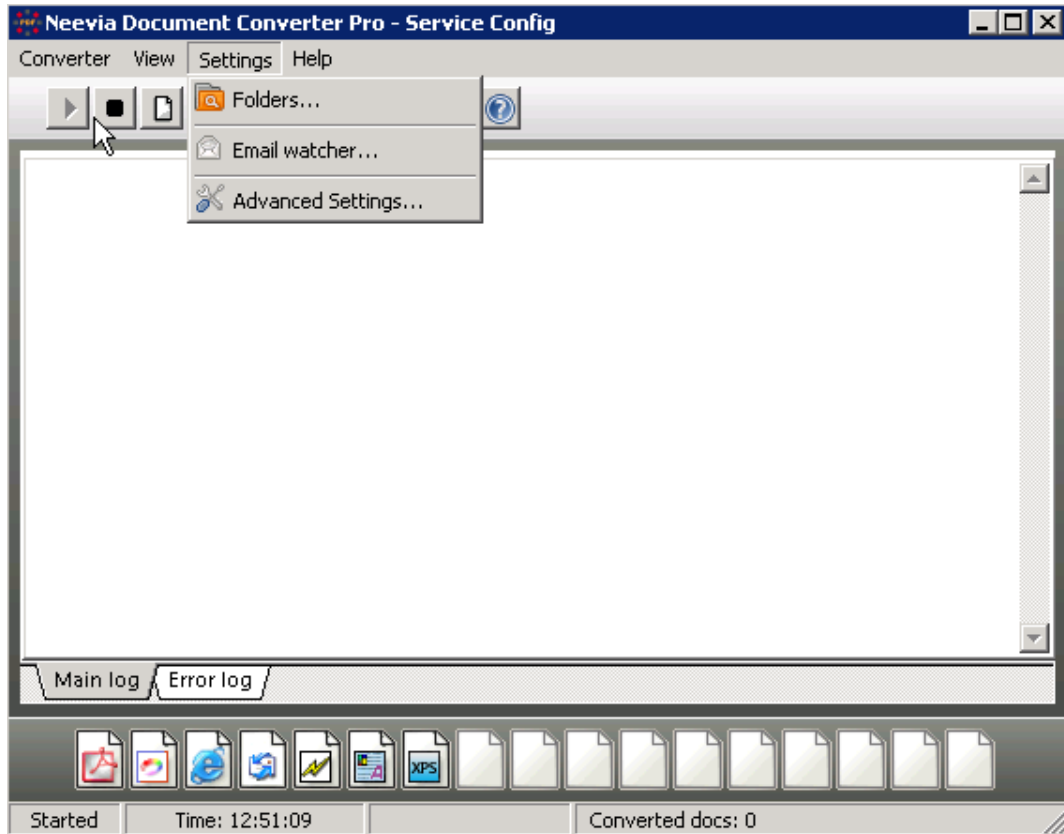 Neevia Document Converter Pro - Service Config
Converter View Settings Help
Folders...
Email watcher...
Advanced Settings...
Main log Error log
XPS
Started Time: 12:51:09 Converted docs: 0